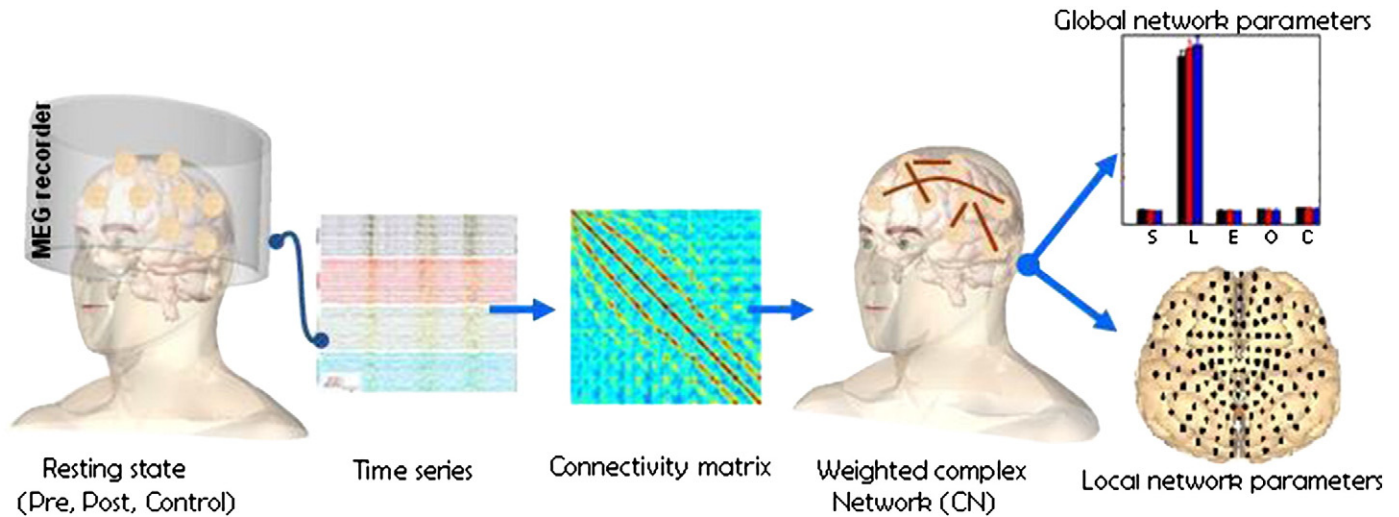 Global network parameters
MEG recorder
S L E O C
Resting state
(Pre, Post, Control)
Time series
Connectivity matrix
Weighted complex
Network (CN)
Local network parameters